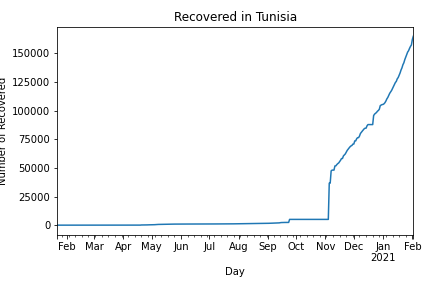 Recovered in Tunisia
Number of Recovered
150000
125000
100000
75000
50000
25000
0
Feb Mar Apr May Jun Jul Aug Sep Oct Nov Dec Jan Feb
2021
Day